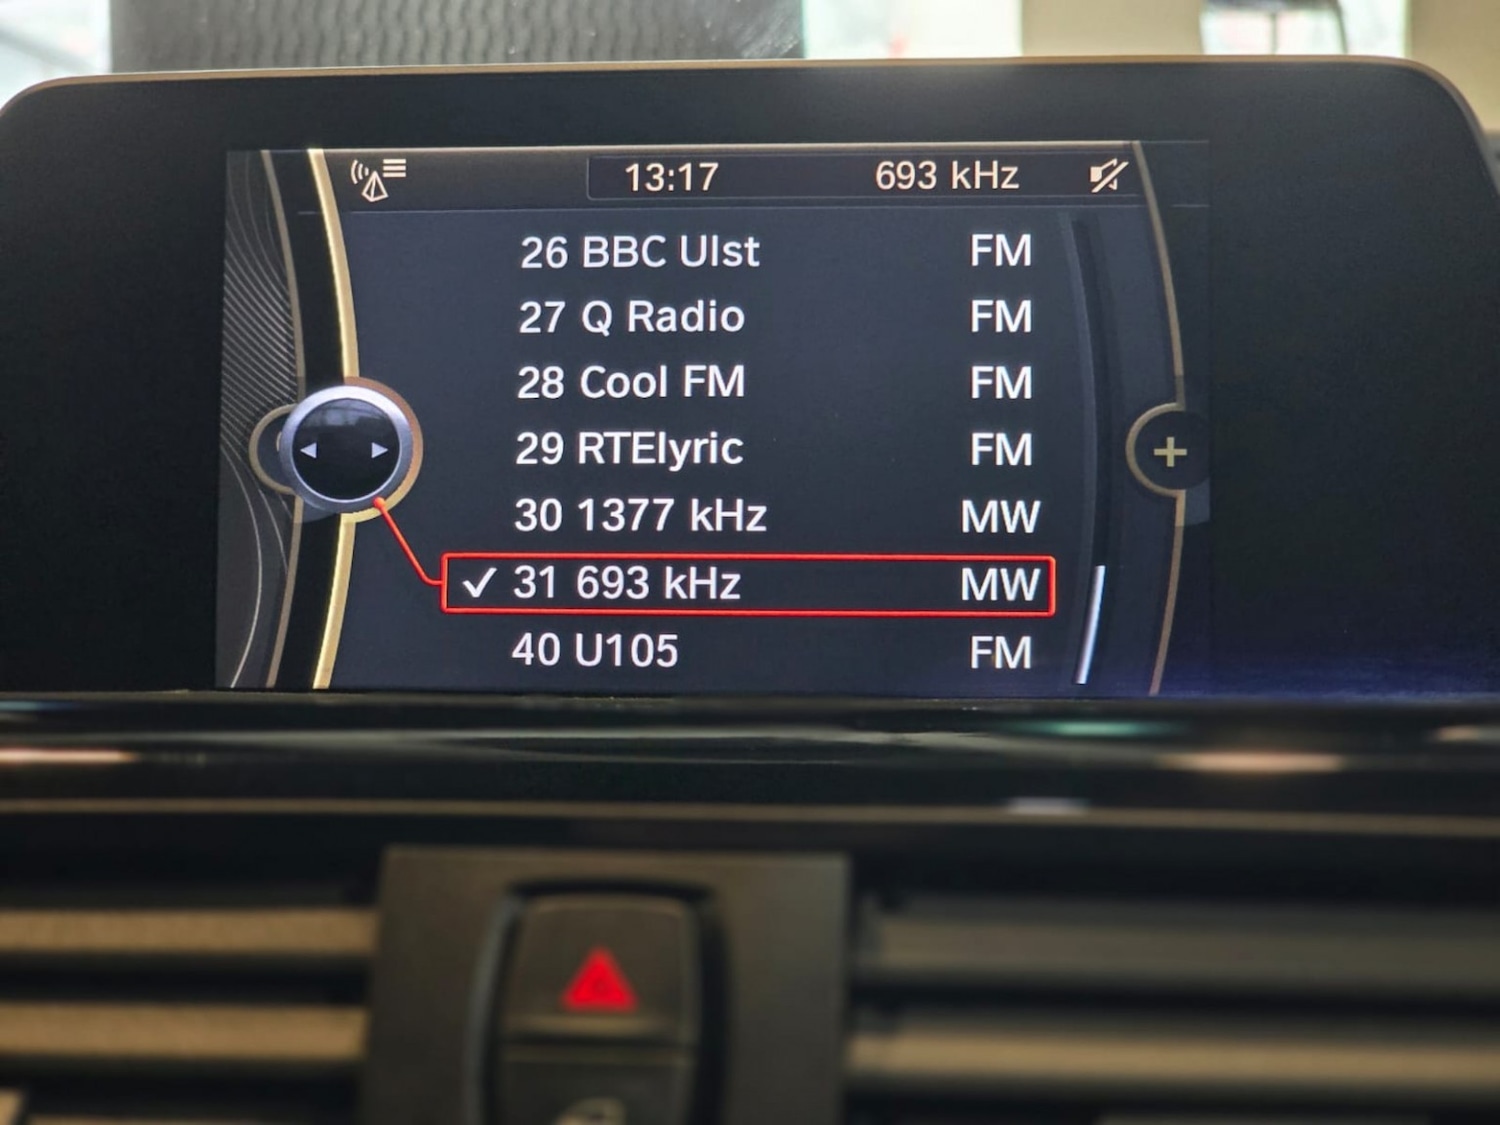 13:17 693 kHz
26 BBC Ulst FM
27 Q Radio FM
28 Cool FM FM
29 RTElyric FM
30 1377 kHz MW
✓ 31 693 kHz MW
40 U105 FM